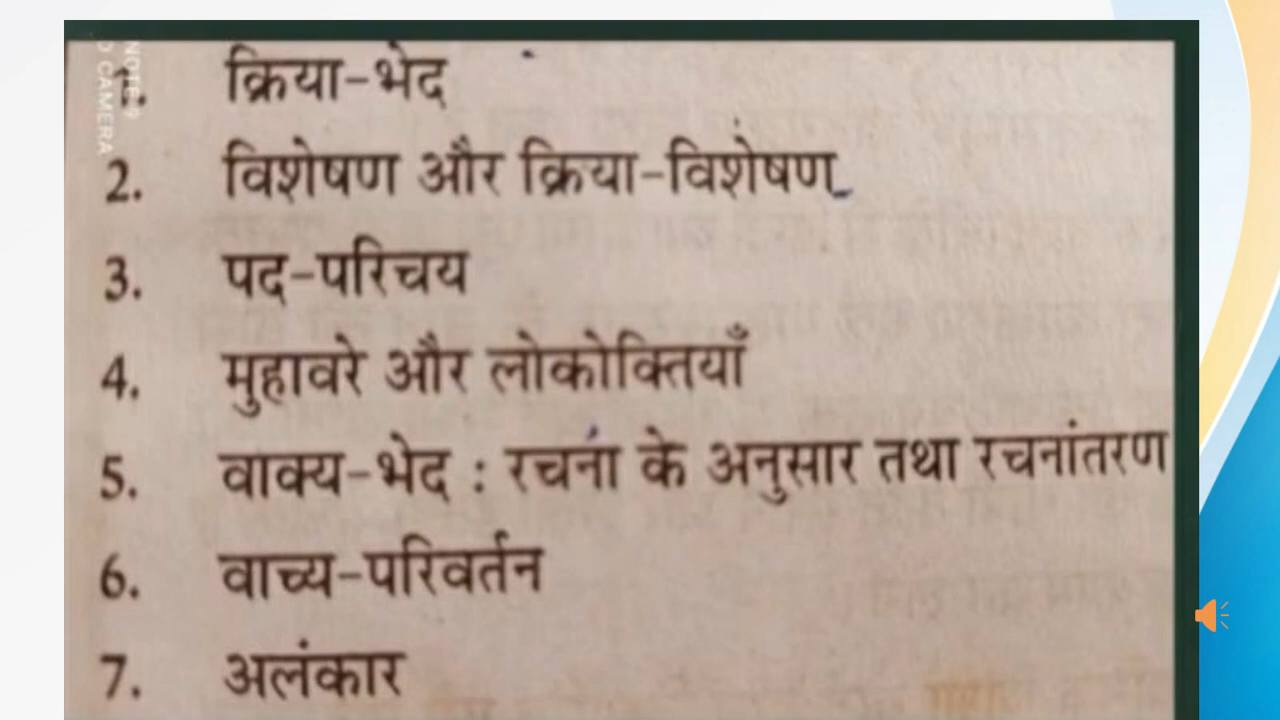 1. क्रिया-भेद
2. विशेषण और क्रिया-विशेषण
3. पद-परिचय
4. मुहावरे और लोकोक्तियाँ
5. वाक्य-भेद : रचना के अनुसार तथा रचनांतरण
6. वाच्य-परिवर्तन
7. अलंकार